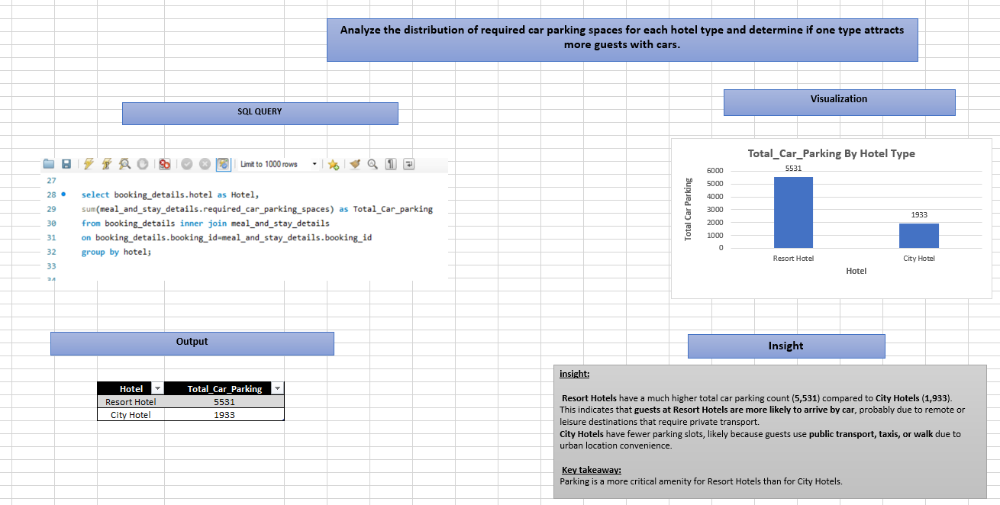 Analyze the distribution of required car parking spaces for each hotel type and determine if one type attracts
more guests with cars.
SQL QUERY
Visualization
Limit to 1000 rows
27
28 select booking_details.hotel as Hotel,
29 sum(meal_and_stay_details.required_car_parking_spaces) as Total_Car_parking
30 from booking_details inner join meal_and_stay_details
31 on booking_details.booking_id=meal_and_stay_details.booking_id
32 group by hotel;
33
34
Total_Car_Parking By Hotel Type
Total Car Parking
6000
5000
4000
3000
2000
1000
0
5531
1933
Resort Hotel City Hotel
Hotel
Output
Hotel Total_Car_Parking
Resort Hotel 5531
City Hotel 1933
Insight
insight:
Resort Hotels have a much higher total car parking count (5,531) compared to City Hotels (1,933).
This indicates that guests at Resort Hotels are more likely to arrive by car, probably due to remote or
leisure destinations that require private transport.
City Hotels have fewer parking slots, likely because guests use public transport, taxis, or walk due to
urban location convenience.
Key takeaway:
Parking is a more critical amenity for Resort Hotels than for City Hotels.